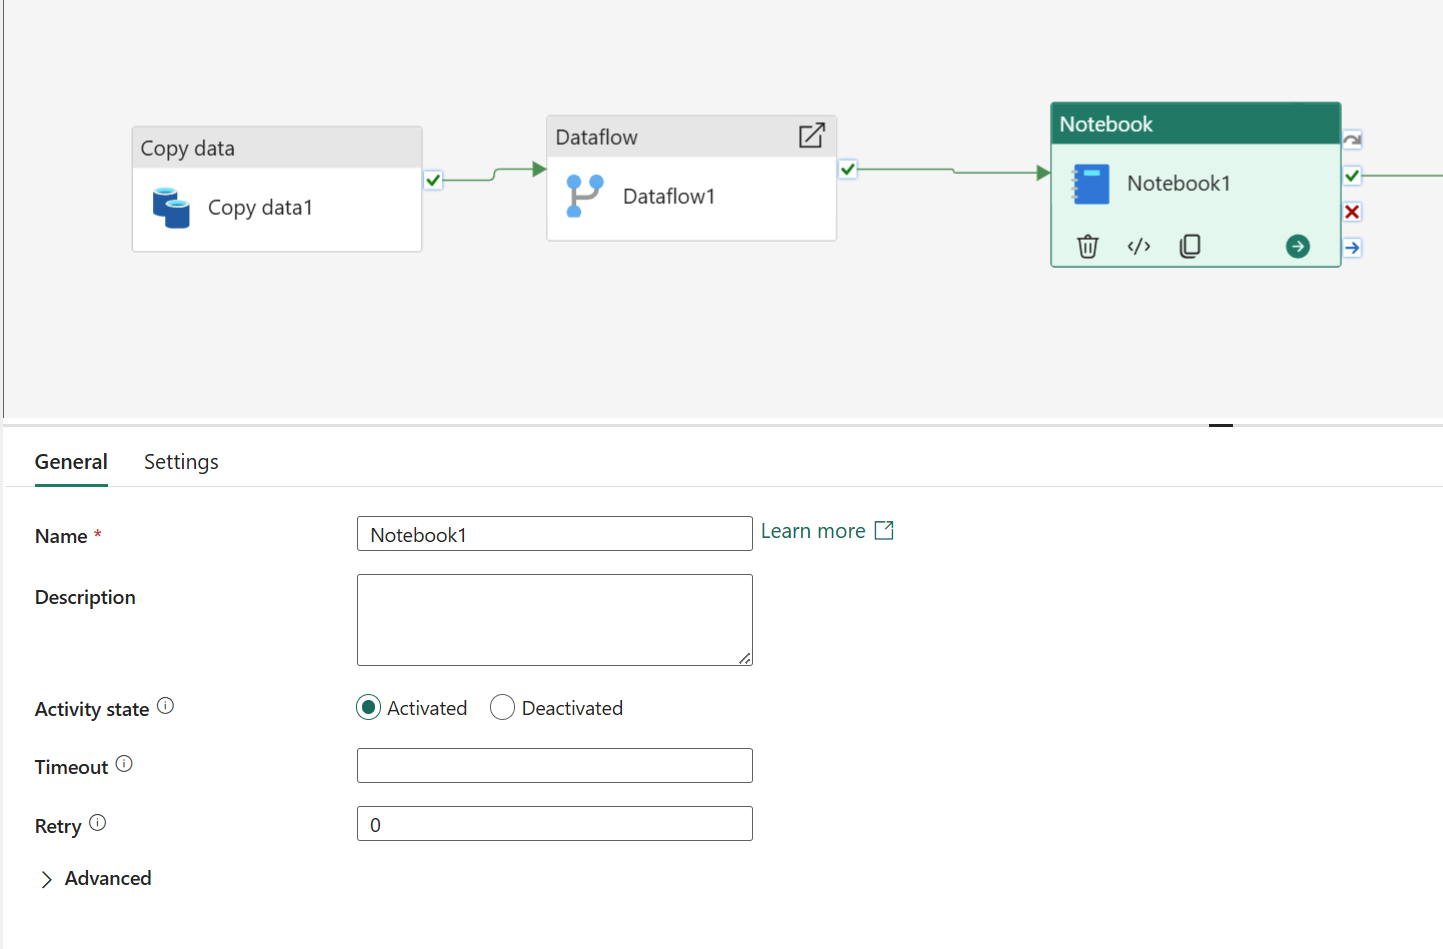 Copy data
Copy data1
Dataflow
Dataflow1
Notebook
Notebook1
General
Settings
Name *
Notebook1
Learn more
Description
Activity state
Activated
Deactivated
Timeout
Retry
0
Advanced